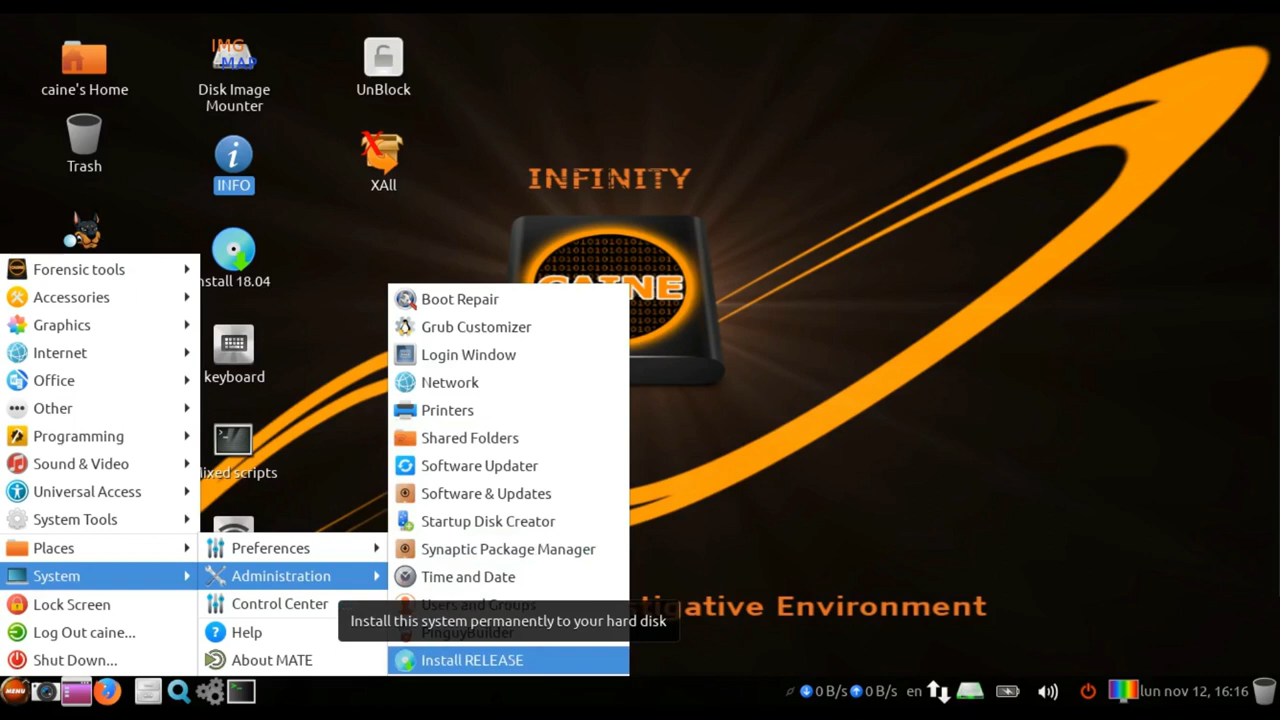 caine's Home
IMG
MAP
Disk Image
Mounter
UnBlock
Trash
INFO
XAll
INFINITY
CAINE
nstall 18.04
keyboard
ixed scripts
Forensic tools
Accessories
Graphics
Internet
Office
Other
Programming
Sound & Video
Universal Access
System Tools
Places
System
Lock Screen
Log Out caine...
Shut Down...
Preferences
Administration
Control Center
Help
About MATE
Boot Repair
Grub Customizer
Login Window
Network
Printers
Shared Folders
Software Updater
Software & Updates
Startup Disk Creator
Synaptic Package Manager
Time and Date
Users and Groups
PinguyBuilder
Install RELEASE
Install this system permanently to your hard disk
tigative Environment
MENU
0 B/s 0 B/s en lun nov 12, 16:16